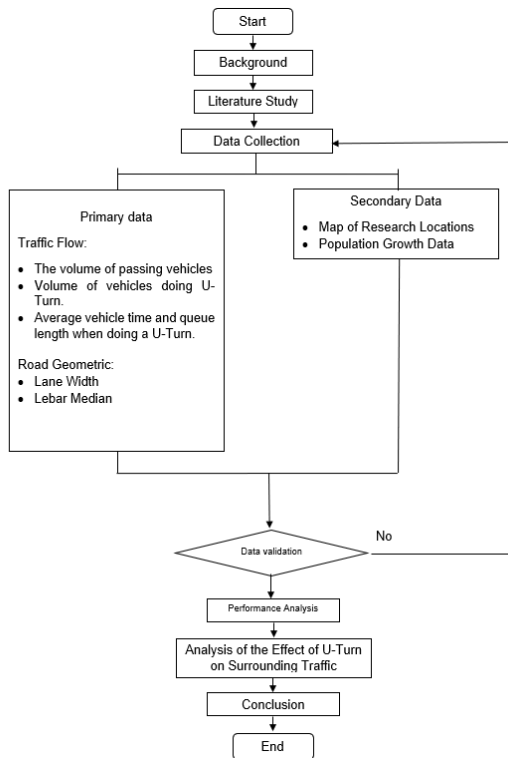 Start
Background
Literature Study
Data Collection
Primary data
Traffic Flow:
• The volume of passing vehicles
• Volume of vehicles doing U-
Turn.
• Average vehicle time and queue
length when doing a U-Turn.
Road Geometric:
• Lane Width
• Lebar Median
Secondary Data
• Map of Research Locations
• Population Growth Data
Data validation
No
Performance Analysis
Analysis of the Effect of U-Turn
on Surrounding Traffic
Conclusion
End